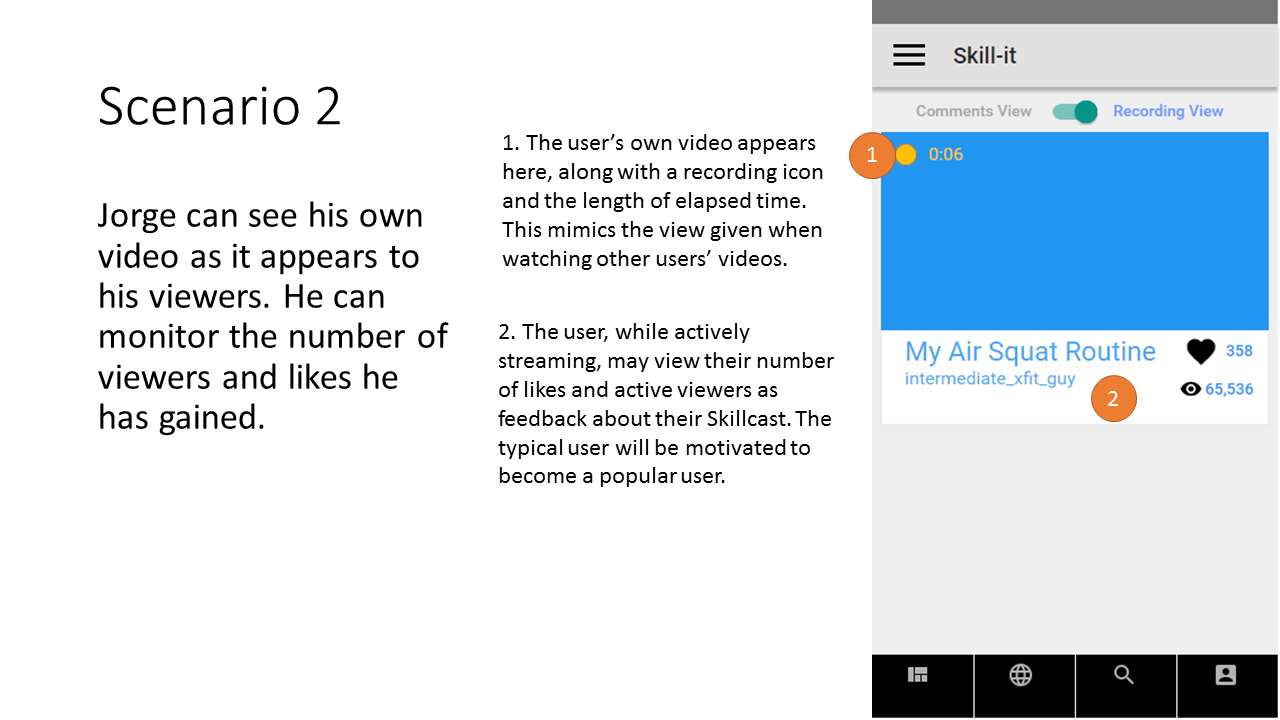 Scenario 2
Jorge can see his own
video as it appears to
his viewers. He can
monitor the number of
viewers and likes he
has gained.
1. The user’s own video appears
here, along with a recording icon
and the length of elapsed time.
This mimics the view given when
watching other users’ videos.
2. The user, while actively
streaming, may view their number
of likes and active viewers as
feedback about their Skillcast. The
typical user will be motivated to
become a popular user.
Skill-it
Comments View Recording View
1 0:06
My Air Squat Routine 358
intermediate_xfit_guy
2 65,536